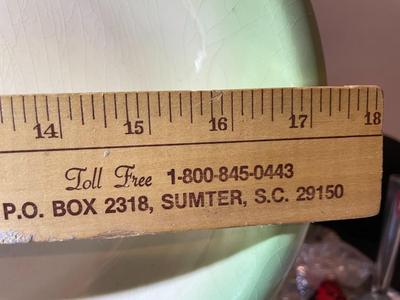 14 15 16 17 18
Toll Free 1-800-845-0443
P.O. BOX 2318, SUMTER, S.C. 29150